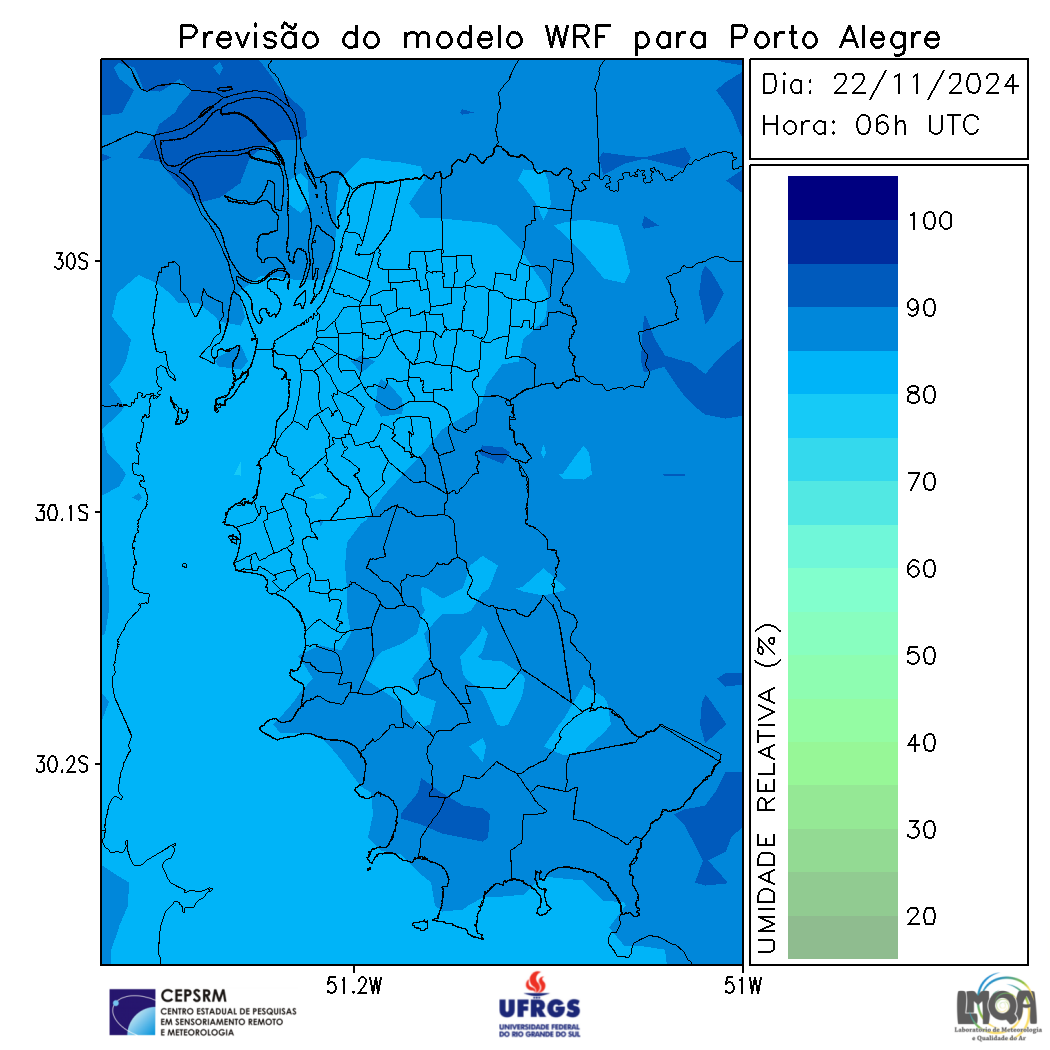 Previsão do modelo WRF para Porto Alegre
Dia: 22/11/2024
Hora: 06h UTC
30S
30.1S
30.2S
51.2W
51W
UMIDADE RELATIVA (%)
100
90
80
70
60
50
40
30
20
CEPSRM
CENTRO ESTADUAL DE PESQUISAS
EM SENSORIAMENTO REMOTO
E METEOROLOGIA
UFRGS
UNIVERSIDADE FEDERAL
DO RIO GRANDE DO SUL
LMQA
Laboratório de Meteorologia
e Qualidade do Ar